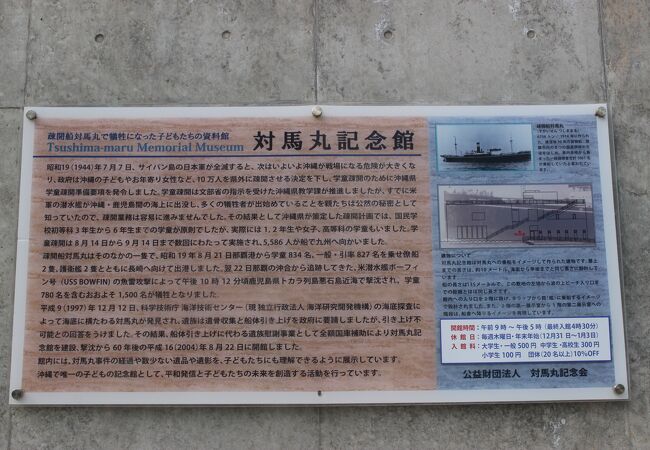 疎開船対馬丸で犠牲になった子どもたちの資料館
Tsushima-maru Memorial Museum
対馬丸記念館
昭和19(1944)年7月7日、サイパン島の日本軍が全滅すると、次はいよいよ沖縄が戦場になる危険が大きくな
り、政府は沖縄の子どもやお年寄り女性など、10万人を県外に疎開させる決定を下し、学童疎開のために沖縄県
学童疎開準備要項を発令しました。学童疎開は文部省の指示を受けた沖縄県教学課が推進しましたが、すでに米
軍の潜水艦が沖縄・鹿児島間の海上に出没し、多くの犠牲者が出始めていることを親たちは公然の秘密として
知っていたので、疎開業務は容易に進みませんでした。その結果として沖縄県が策定した疎開計画では、国民学
校初等科3年生から6年生までの学童が原則でしたが、実際には1,2年生や女子、高等科の学童もいました。学
童疎開は8月14日から9月14日まで数回にわたって実施され、5,586人が船で九州へ向かいました。
疎開船対馬丸はそのなかの一隻で、昭和19年8月21日那覇港から学童834名、一般・引率827名を乗せ僚船
2隻、護衛艦2隻とともに長崎へ向けて出港しました。翌22日那覇の沖合から追跡してきた、米潜水艦ボーフィ
ン号(USS BOWFIN)の魚雷攻撃によって午後10時12分頃鹿児島県トカラ列島悪石島近海で撃沈され、学童
780名を含むおおよそ1,500名が犠牲となりました。
平成9(1997)年12月12日、科学技術庁 海洋科学技術センター(現 独立行政法人海洋研究開発機構)の海底探査に
よって海底に横たわる対馬丸が発見され、遺族は遺骨収集と船体引き上げを政府に要請しましたが、引き上げ不
可能との回答をうけました。その結果、船体引き上げに代わる遺族慰謝事業として全額国庫補助により対馬丸記
念館を建設、撃沈から60年後の平成16(2004)年8月22日に開館しました。
館内には、対馬丸事件の経過や数少ない遺品や遺影を、子どもたちにも理解できるように展示しています。
沖縄で唯一の子どもの記念館として、平和発信と子どもたちの未来を創造する活動を行っています。
疎開船対馬丸
建物について
開館時間：午前9時～午後5時(最終入館4時30分)
休館日：毎週木曜日・年末年始(12月31日～1月3日)
入館料：大学生・一般500円 中学生・高校生300円
小学生100円 団体(20名以上)10%OFF
公益財団法人 対馬丸記念会